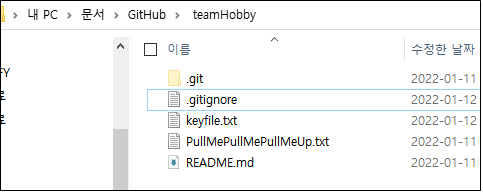 내 PC > 문서 > GitHub > teamHobby
이름 수정한 날짜
.git 2022-01-11
.gitignore 2022-01-12
keyfile.txt 2022-01-12
PullMePullMePullMeUp.txt 2022-01-11
README.md 2022-01-11